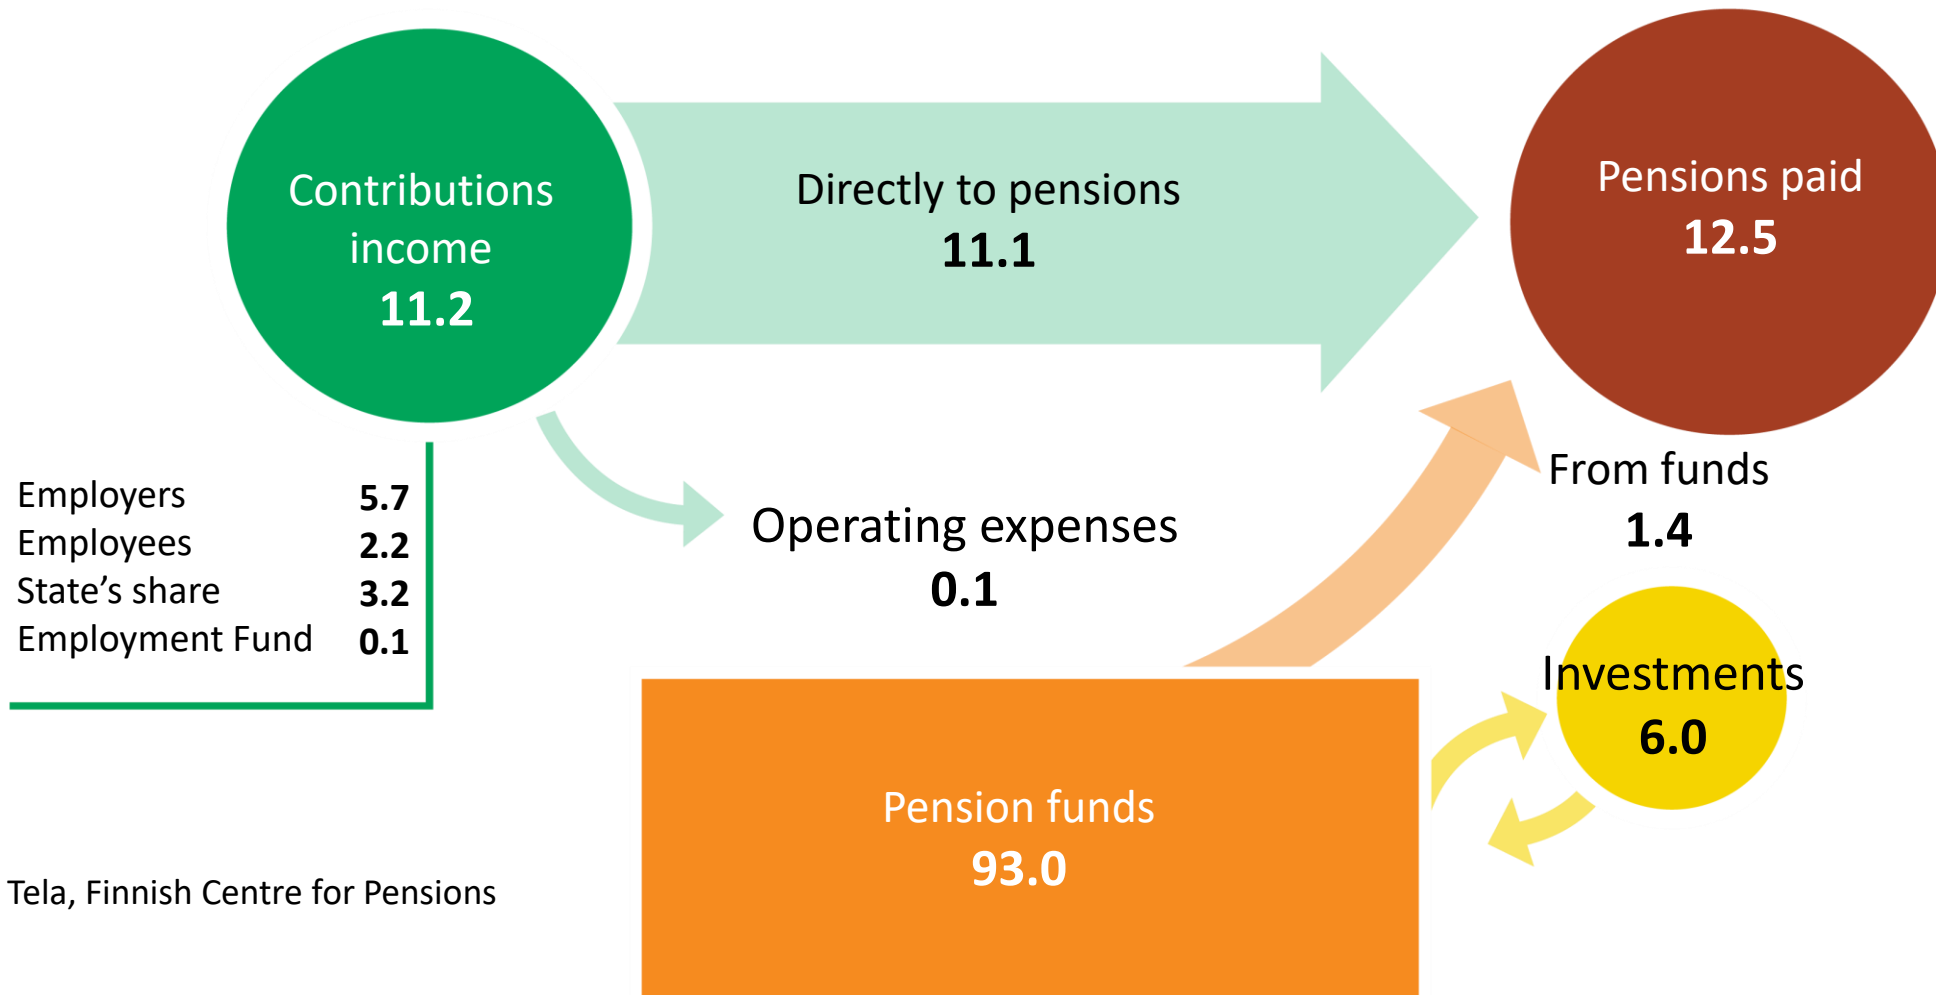 Contributions
income
11.2
Directly to pensions
11.1
Pensions paid
12.5
Employers 5.7
Employees 2.2
State’s share 3.2
Employment Fund 0.1
Operating expenses
0.1
From funds
1.4
Investments
6.0
Pension funds
93.0
Tela, Finnish Centre for Pensions